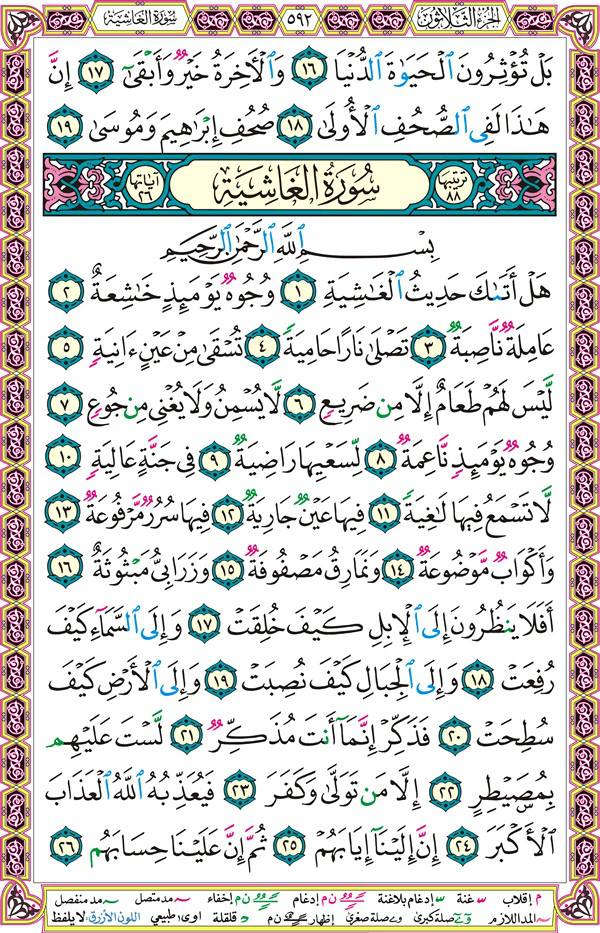 الجزء الثلاثون ٥٩٢ سورة الغاشية
بَلْ تُؤْثِرُونَ ٱلْحَيَوٰةَ ٱلدُّنْيَا ١٦ وَٱلْآخِرَةُ خَيْرٌ وَأَبْقَىٰٓ ١٧ إِنَّ
هَٰذَا لَفِي ٱلصُّحُفِ ٱلْأُولَىٰ ١٨ صُحُفِ إِبْرَٰهِيمَ وَمُوسَىٰ ١٩
ترتيبها ٨٨ سُورَةُ الْغَاشِيَةِ آياتها ٢٦
بِسْمِ ٱللَّهِ ٱلرَّحْمَٰنِ ٱلرَّحِيمِ
هَلْ أَتَىٰكَ حَدِيثُ ٱلْغَٰشِيَةِ ١ وُجُوهٌ يَوْمَئِذٍ خَٰشِعَةٌ ٢
عَامِلَةٌ نَّاصِبَةٌ ٣ تَصْلَىٰ نَارًا حَامِيَةً ٤ تُسْقَىٰ مِنْ عَيْنٍ ءَانِيَةٍ ٥
لَّيْسَ لَهُمْ طَعَامٌ إِلَّا مِن ضَرِيعٍ ٦ لَّا يُسْمِنُ وَلَا يُغْنِي مِن جُوعٍ ٧
وُجُوهٌ يَوْمَئِذٍ نَّاعِمَةٌ ٨ لِّسَعْيِهَا رَاضِيَةٌ ٩ فِي جَنَّةٍ عَالِيَةٍ ١٠
لَّا تَسْمَعُ فِيهَا لَٰغِيَةً ١١ فِيهَا عَيْنٌ جَارِيَةٌ ١٢ فِيهَا سُرُرٌ مَّرْفُوعَةٌ ١٣
وَأَكْوَابٌ مَّوْضُوعَةٌ ١٤ وَنَمَارِقُ مَصْفُوفَةٌ ١٥ وَزَرَابِيُّ مَبْثُوثَةٌ ١٦
أَفَلَا يَنظُرُونَ إِلَى ٱلْإِبِلِ كَيْفَ خُلِقَتْ ١٧ وَإِلَى ٱلسَّمَآءِ كَيْفَ
رُفِعَتْ ١٨ وَإِلَى ٱلْجِبَالِ كَيْفَ نُصِبَتْ ١٩ وَإِلَى ٱلْأَرْضِ كَيْفَ
سُطِحَتْ ٢٠ فَذَكِّرْ إِنَّمَآ أَنتَ مُذَكِّرٌ ٢١ لَّسْتَ عَلَيْهِم
بِمُصَيْطِرٍ ٢٢ إِلَّا مَن تَوَلَّىٰ وَكَفَرَ ٢٣ فَيُعَذِّبُهُ ٱللَّهُ ٱلْعَذَابَ
ٱلْأَكْبَرَ ٢٤ إِنَّ إِلَيْنَآ إِيَابَهُمْ ٢٥ ثُمَّ إِنَّ عَلَيْنَا حِسَابَهُم ٢٦
م إقلاب غنة إدغام بلاغنة ن م إدغام ن م إخفاء مد متصل مد منفصل
المد اللازم صلة كبرى صلة صغرى إظهار ن م قلقلة اوى: طبيعي اللون الأزرق: لا يلفظ